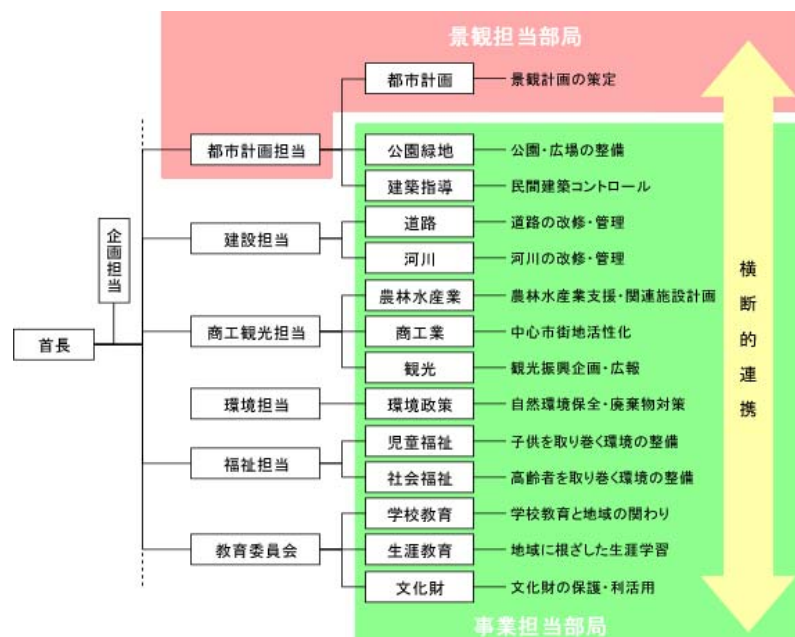 景観担当部局
都市計画
景観計画の策定
都市計画担当
公園緑地
公園・広場の整備
建築指導
民間建築コントロール
企画担当
建設担当
道路
道路の改修・管理
河川
河川の改修・管理
首長
商工観光担当
農林水産業
農林水産業支援・関連施設計画
商工業
中心市街地活性化
観光
観光振興企画・広報
環境担当
環境政策
自然環境保全・廃棄物対策
福祉担当
児童福祉
子供を取り巻く環境の整備
社会福祉
高齢者を取り巻く環境の整備
教育委員会
学校教育
学校教育と地域の関わり
生涯教育
地域に根ざした生涯学習
文化財
文化財の保護・利活用
横断的連携
事業担当部局